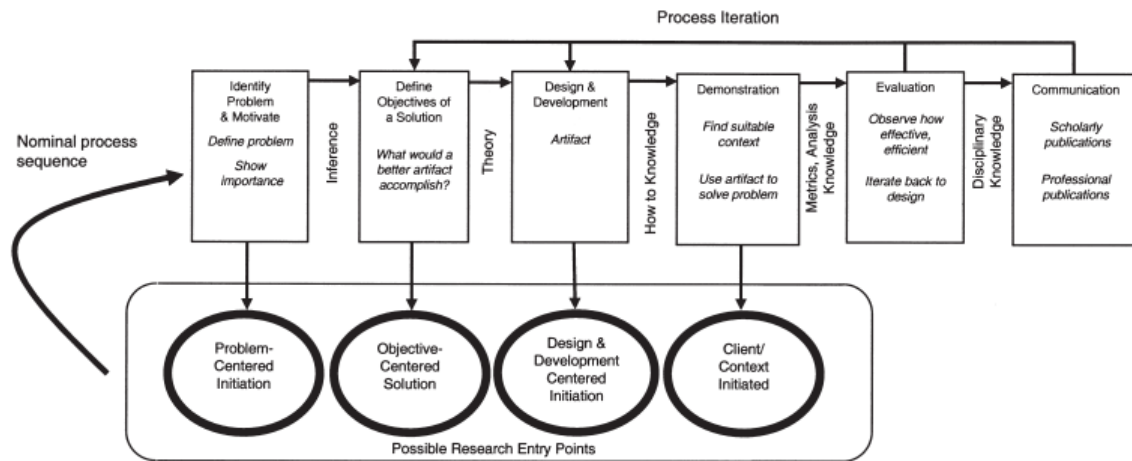 Process Iteration
Nominal process
sequence
Identify
Problem
& Motivate
Define problem
Show
importance
Inference
Define
Objectives of
a Solution
What would a
better artifact
accomplish?
Theory
Design &
Development
Artifact
How to Knowledge
Demonstration
Find suitable
context
Use artifact to
solve problem
Metrics, Analysis
Knowledge
Evaluation
Observe how
effective,
efficient
Iterate back to
design
Disciplinary
Knowledge
Communication
Scholarly
publications
Professional
publications
Problem-
Centered
Initiation
Objective-
Centered
Solution
Design &
Development
Centered
Initiation
Client/
Context
Initiated
Possible Research Entry Points